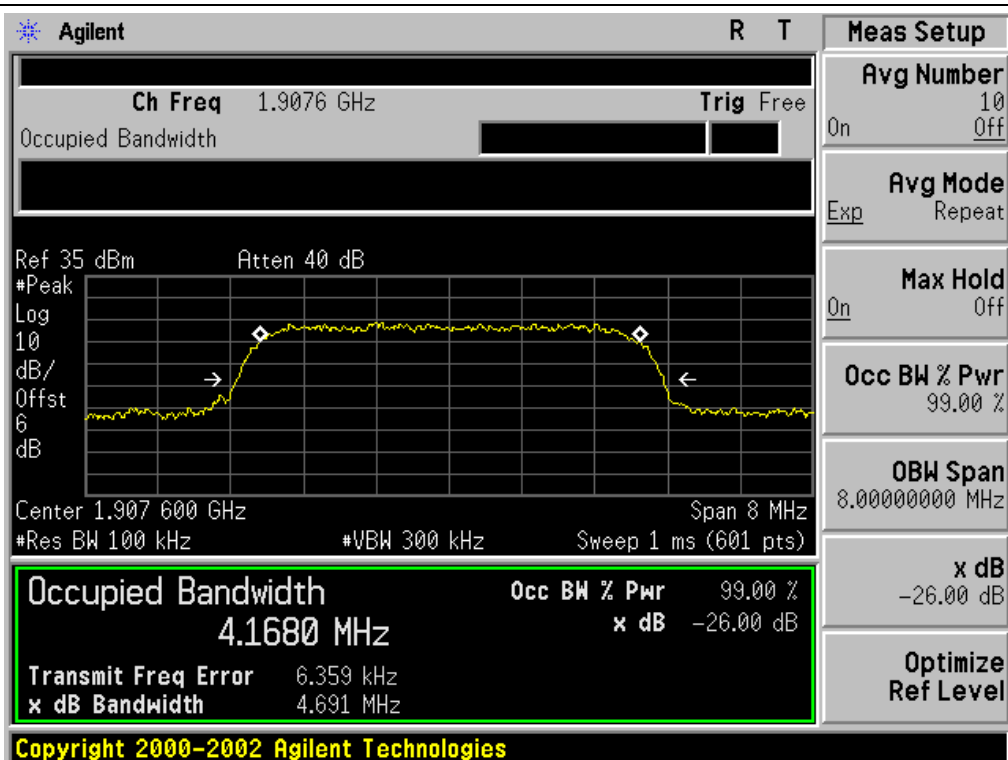 Agilent R T
Ch Freq 1.9076 GHz Trig Free
Occupied Bandwidth
Ref 35 dBm Atten 40 dB
#Peak
Log
10
dB/
Offst
6
dB
Center 1.907 600 GHz Span 8 MHz
#Res BW 100 kHz #VBW 300 kHz Sweep 1 ms (601 pts)
Occupied Bandwidth Occ BW % Pwr 99.00 %
4.1680 MHz x dB -26.00 dB
Transmit Freq Error 6.359 kHz
x dB Bandwidth 4.691 MHz
Copyright 2000-2002 Agilent Technologies
Meas Setup
Avg Number
10
On Off
Avg Mode
Exp Repeat
Max Hold
On Off
Occ BW % Pwr
99.00 %
OBW Span
8.00000000 MHz
x dB
-26.00 dB
Optimize
Ref Level